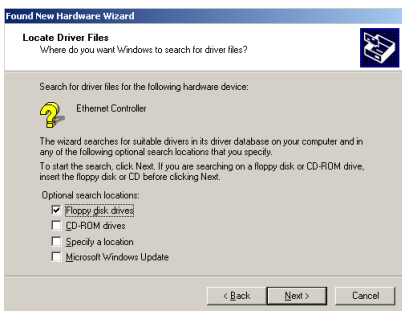 Found New Hardware Wizard
Locate Driver Files
Where do you want Windows to search for driver files?
Search for driver files for the following hardware device:
Ethernet Controller
The wizard searches for suitable drivers in its driver database on your computer and in
any of the following optional search locations that you specify.
To start the search, click Next. If you are searching on a floppy disk or CD-ROM drive,
insert the floppy disk or CD before clicking Next.
Optional search locations:
Floppy disk drives
CD-ROM drives
Specify a location
Microsoft Windows Update
< Back Next > Cancel